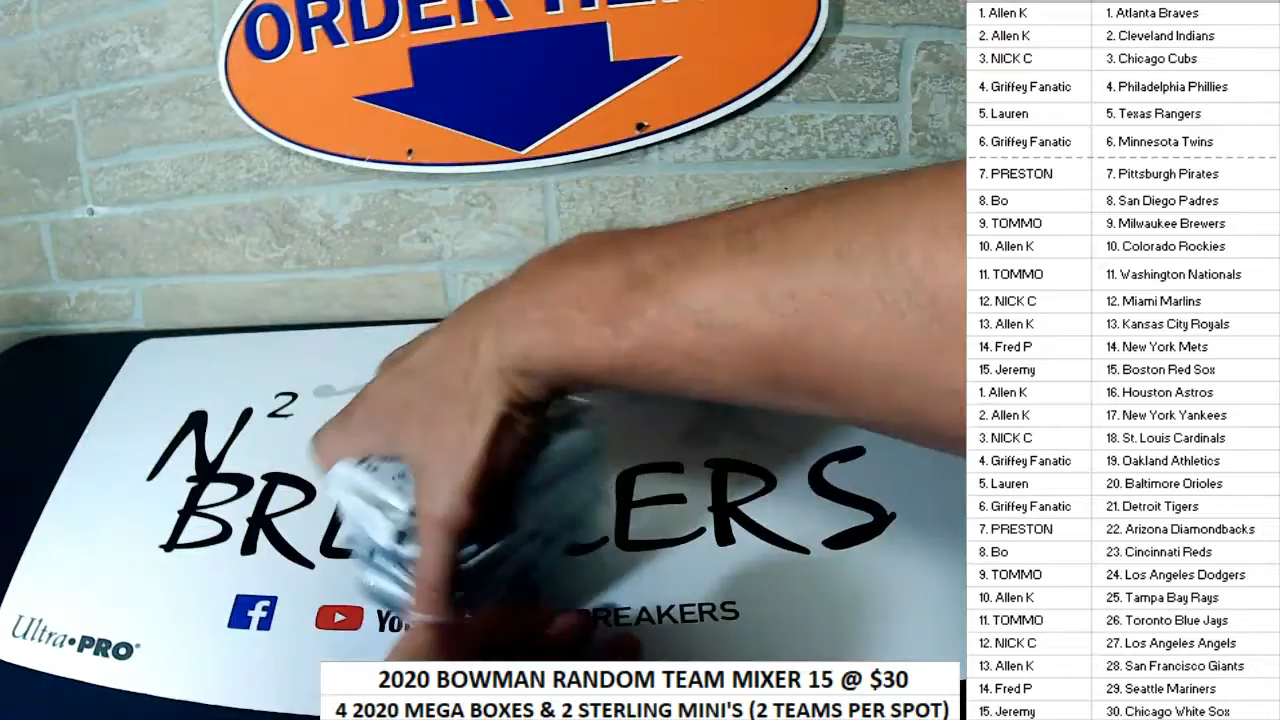 ORDER
N²
BRE ERS
YouTube
BREAKERS
Ultra•PRO
2020 BOWMAN RANDOM TEAM MIXER 15 @ $30
4 2020 MEGA BOXES & 2 STERLING MINI'S (2 TEAMS PER SPOT)
1. Allen K 1. Atlanta Braves
2. Allen K 2. Cleveland Indians
3. NICK C 3. Chicago Cubs
4. Griffey Fanatic 4. Philadelphia Phillies
5. Lauren 5. Texas Rangers
6. Griffey Fanatic 6. Minnesota Twins
7. PRESTON 7. Pittsburgh Pirates
8. Bo 8. San Diego Padres
9. TOMMO 9. Milwaukee Brewers
10. Allen K 10. Colorado Rockies
11. TOMMO 11. Washington Nationals
12. NICK C 12. Miami Marlins
13. Allen K 13. Kansas City Royals
14. Fred P 14. New York Mets
15. Jeremy 15. Boston Red Sox
1. Allen K 16. Houston Astros
2. Allen K 17. New York Yankees
3. NICK C 18. St. Louis Cardinals
4. Griffey Fanatic 19. Oakland Athletics
5. Lauren 20. Baltimore Orioles
6. Griffey Fanatic 21. Detroit Tigers
7. PRESTON 22. Arizona Diamondbacks
8. Bo 23. Cincinnati Reds
9. TOMMO 24. Los Angeles Dodgers
10. Allen K 25. Tampa Bay Rays
11. TOMMO 26. Toronto Blue Jays
12. NICK C 27. Los Angeles Angels
13. Allen K 28. San Francisco Giants
14. Fred P 29. Seattle Mariners
15. Jeremy 30. Chicago White Sox